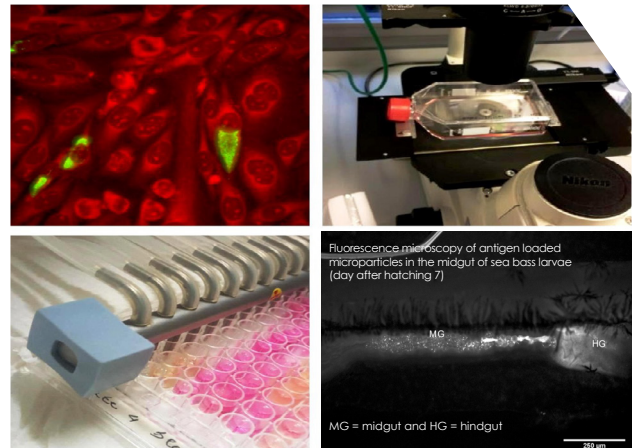 Nikon
Fluorescence microscopy of antigen loaded
microparticles in the midgut of sea bass larvae
(day after hatching 7)
MG
HG
MG = midgut and HG = hindgut
250 µm